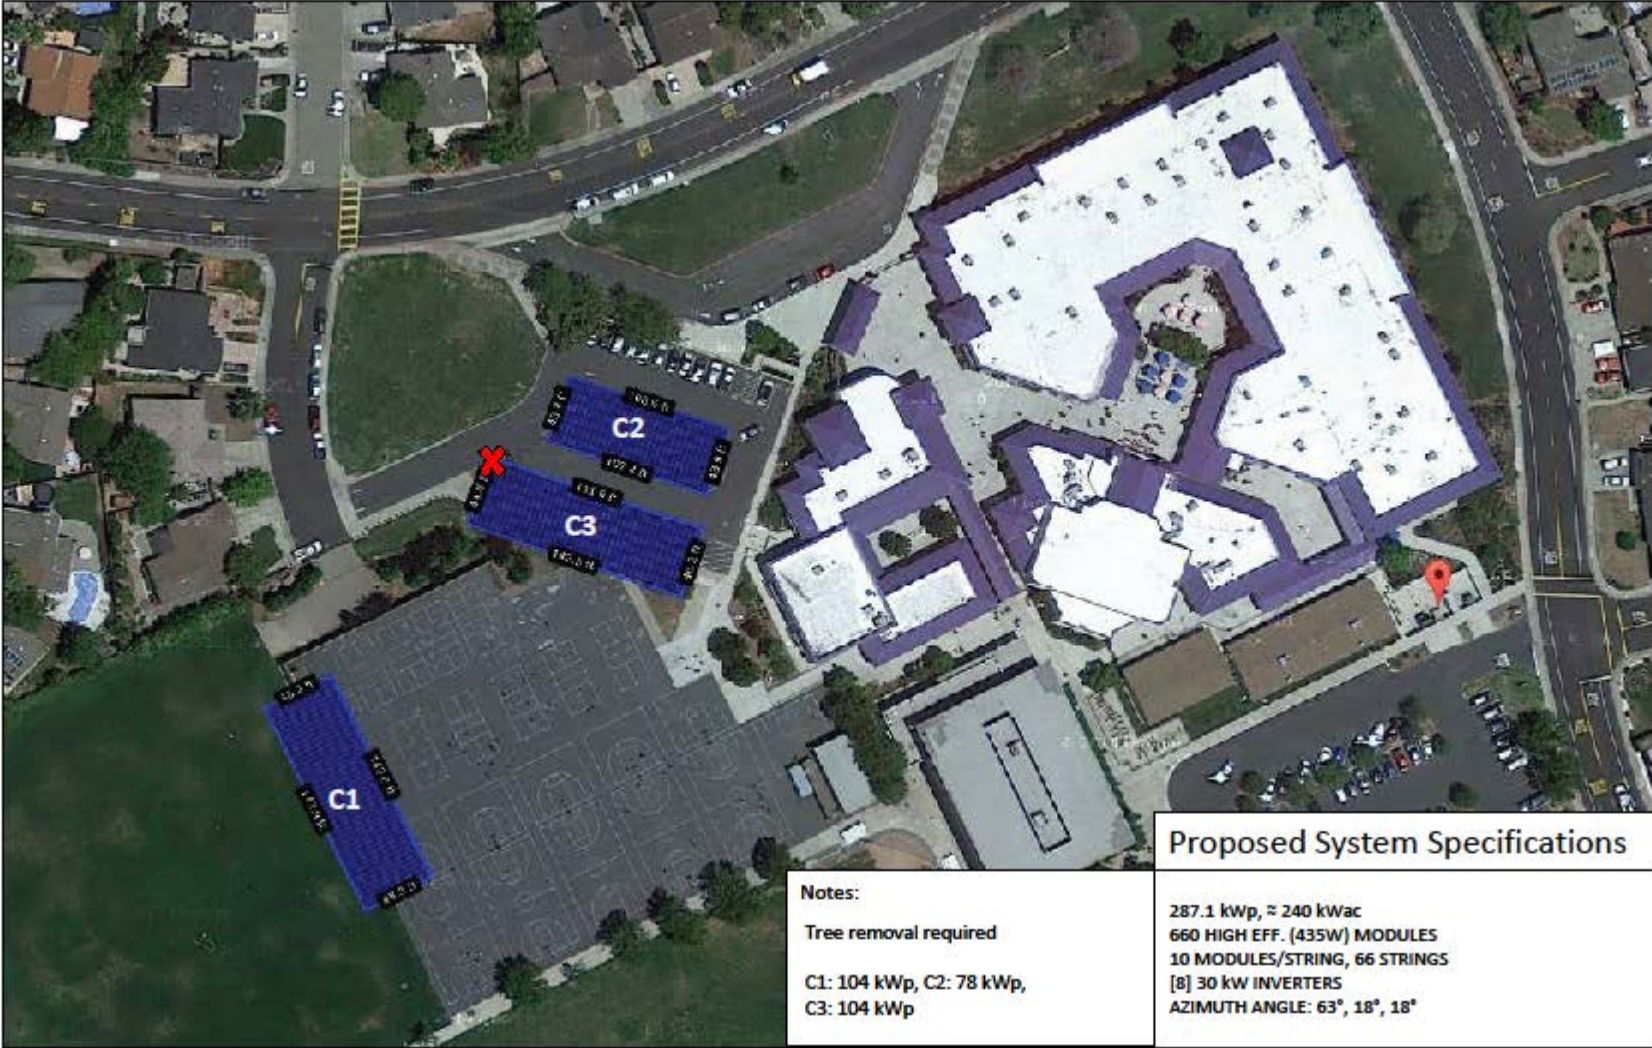 C2
C3
C1
Proposed System Specifications
Notes:
Tree removal required
C1: 104 kWp, C2: 78 kWp,
C3: 104 kWp
287.1 kWp, ≈ 240 kWac
660 HIGH EFF. (435W) MODULES
10 MODULES/STRING, 66 STRINGS
[8] 30 kW INVERTERS
AZIMUTH ANGLE: 63°, 18°, 18°